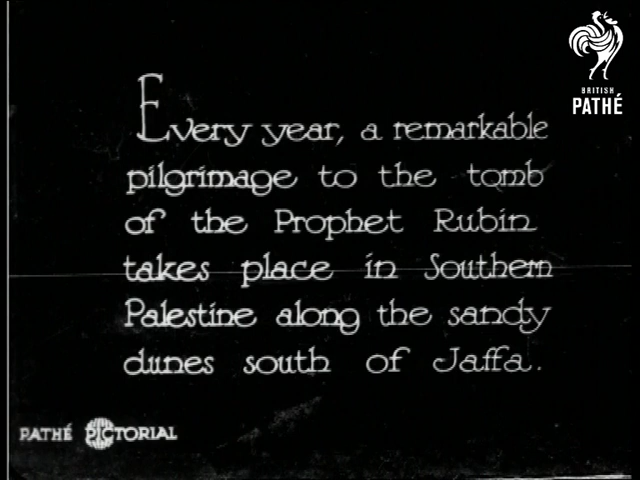 BRITISH
PATHÉ
Every year, a remarkable
pilgrimage to the tomb
of the Prophet Rubin
takes place in Southern
Palestine along the sandy
dunes south of Jaffa.
PATHÉ PICTORIAL